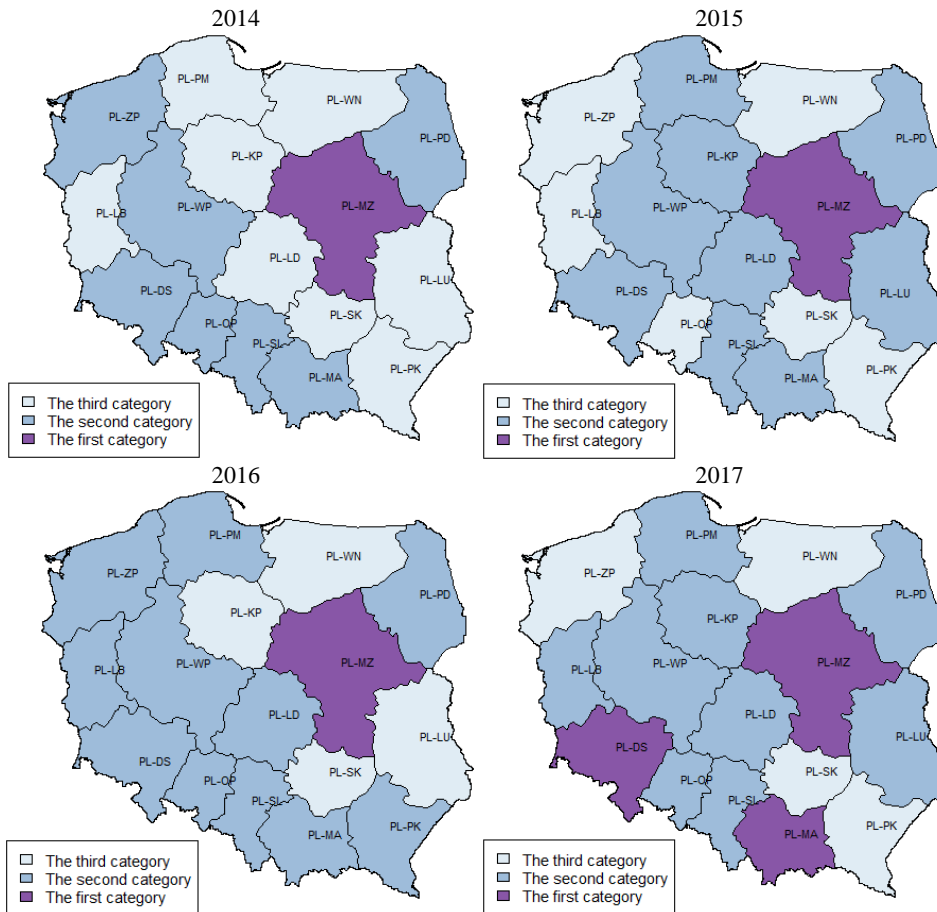 2014
PL-PM
PL-WN
PL-ZP
PL-PD
PL-KP
PL-LB
PL-WP
PL-MZ
PL-LD
PL-LU
PL-DS
PL-SK
PL-OP
PL-SL
PL-MA
PL-PK
The third category
The second category
The first category
2015
PL-PM
PL-WN
PL-ZP
PL-PD
PL-KP
PL-LB
PL-WP
PL-MZ
PL-LD
PL-LU
PL-DS
PL-SK
PL-OP
PL-SL
PL-MA
PL-PK
The third category
The second category
The first category
2016
PL-PM
PL-WN
PL-ZP
PL-PD
PL-KP
PL-LB
PL-WP
PL-MZ
PL-LD
PL-LU
PL-DS
PL-SK
PL-OP
PL-SL
PL-MA
PL-PK
The third category
The second category
The first category
2017
PL-PM
PL-WN
PL-ZP
PL-PD
PL-KP
PL-LB
PL-WP
PL-MZ
PL-LD
PL-LU
PL-DS
PL-SK
PL-OP
PL-SL
PL-MA
PL-PK
The third category
The second category
The first category